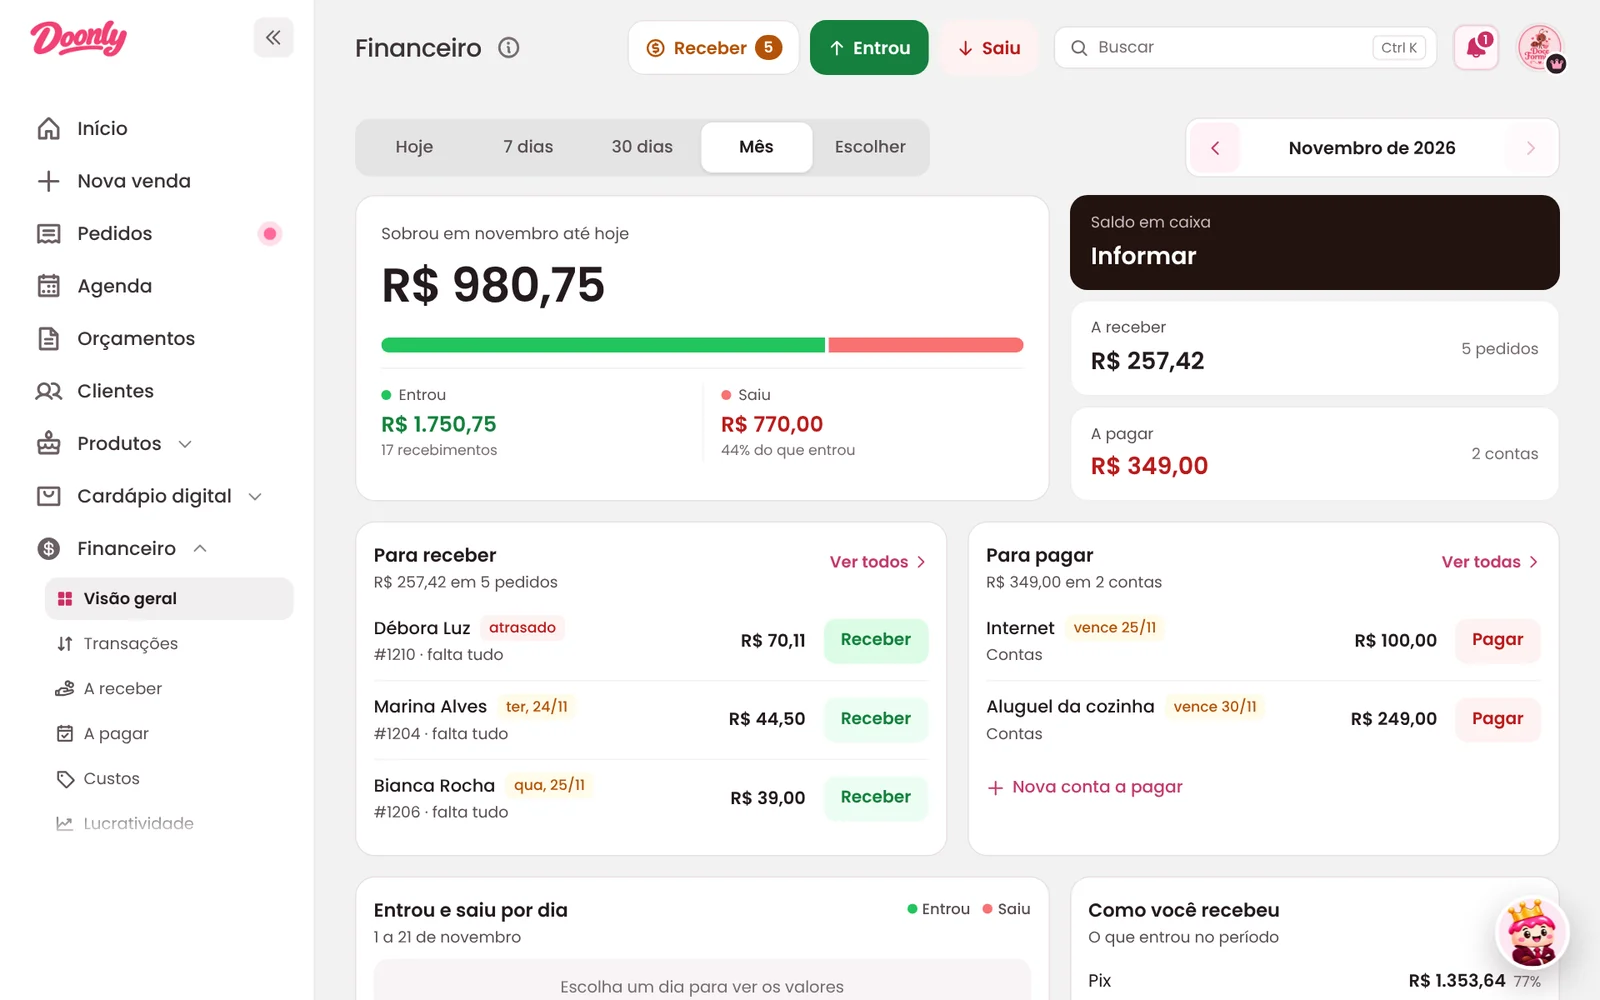 Doonly
Início
Nova venda
Pedidos
Agenda
Orçamentos
Clientes
Produtos
Cardápio digital
Financeiro
Visão geral
Transações
A receber
A pagar
Custos
Lucratividade
Financeiro
Receber 5
Entrou
Saiu
Buscar
Ctrl K
1
Hoje
7 dias
30 dias
Mês
Escolher
Novembro de 2026
Sobrou em novembro até hoje
R$ 980,75
Entrou
R$ 1.750,75
17 recebimentos
Saiu
R$ 770,00
44% do que entrou
Saldo em caixa
Informar
A receber
R$ 257,42
5 pedidos
A pagar
R$ 349,00
2 contas
Para receber
R$ 257,42 em 5 pedidos
Ver todos
Débora Luz atrasado
#1210 · falta tudo
R$ 70,11
Receber
Marina Alves ter, 24/11
#1204 · falta tudo
R$ 44,50
Receber
Bianca Rocha qua, 25/11
#1206 · falta tudo
R$ 39,00
Receber
Para pagar
R$ 349,00 em 2 contas
Ver todas
Internet vence 25/11
Contas
R$ 100,00
Pagar
Aluguel da cozinha vence 30/11
Contas
R$ 249,00
Pagar
Nova conta a pagar
Entrou e saiu por dia
1 a 21 de novembro
Entrou Saiu
Escolha um dia para ver os valores
Como você recebeu
O que entrou no período
Pix
R$ 1.353,64 77%